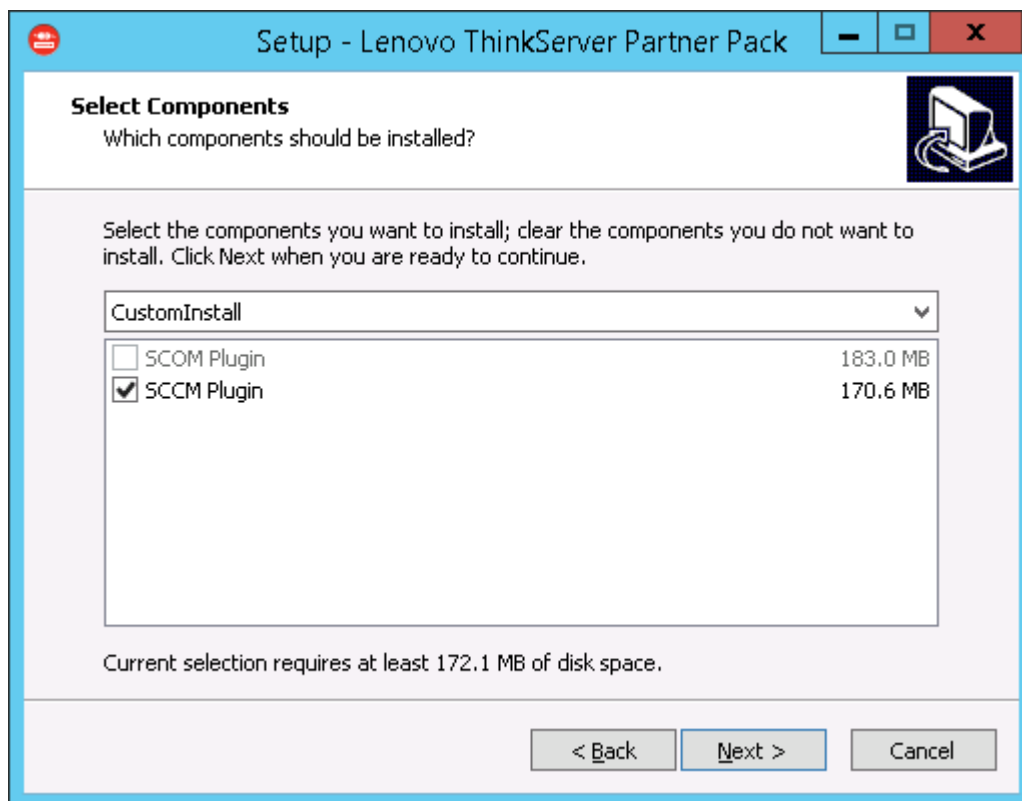 Setup - Lenovo ThinkServer Partner Pack
Select Components
Which components should be installed?
Select the components you want to install; clear the components you do not want to
install. Click Next when you are ready to continue.
CustomInstall
SCOM Plugin 183.0 MB
SCCM Plugin 170.6 MB
Current selection requires at least 172.1 MB of disk space.
< Back Next > Cancel